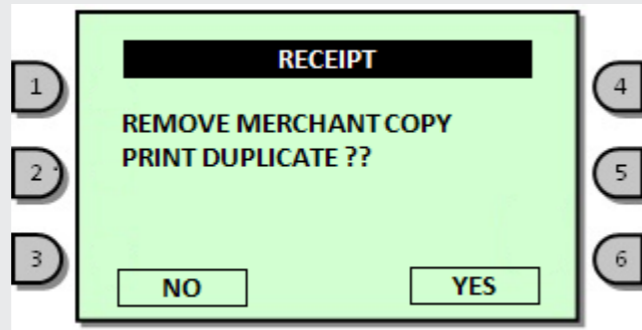 RECEIPT
1
4
REMOVE MERCHANT COPY
PRINT DUPLICATE ??
2
5
3
6
NO
YES